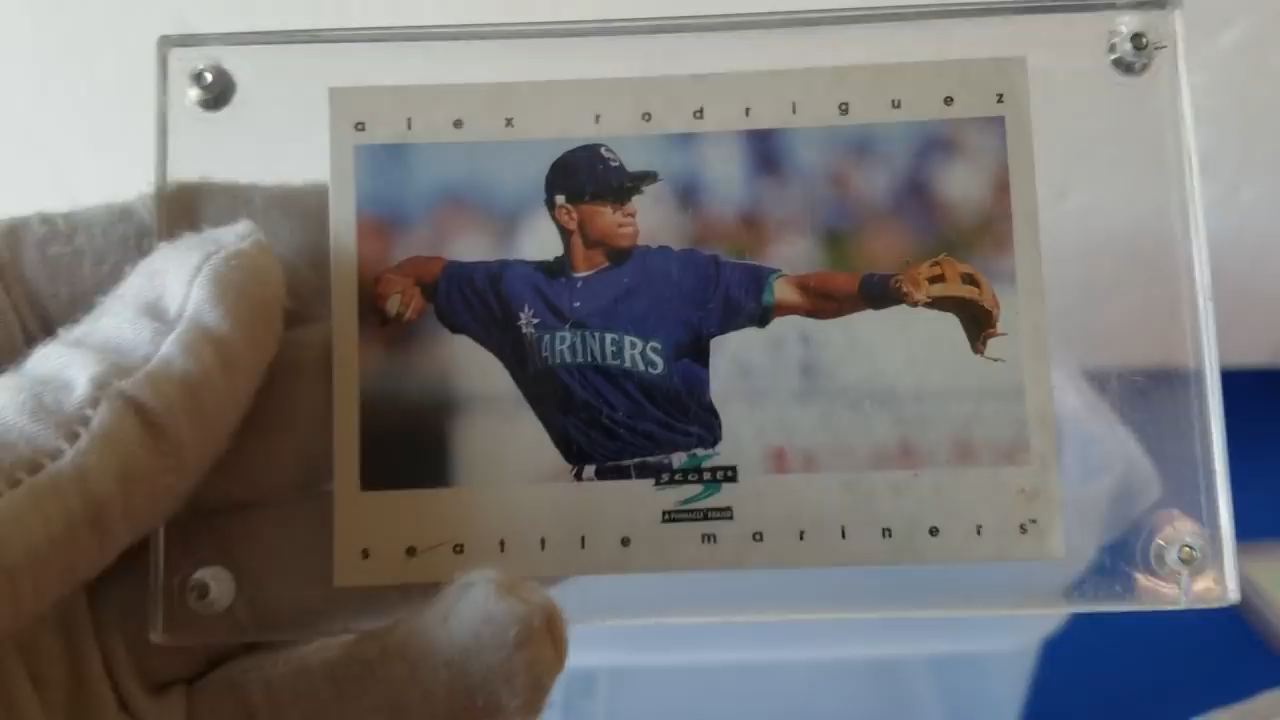 alex rodriguez
S
MARINERS
SCORE®
A PINNACLE® BRAND
seattle mariners™